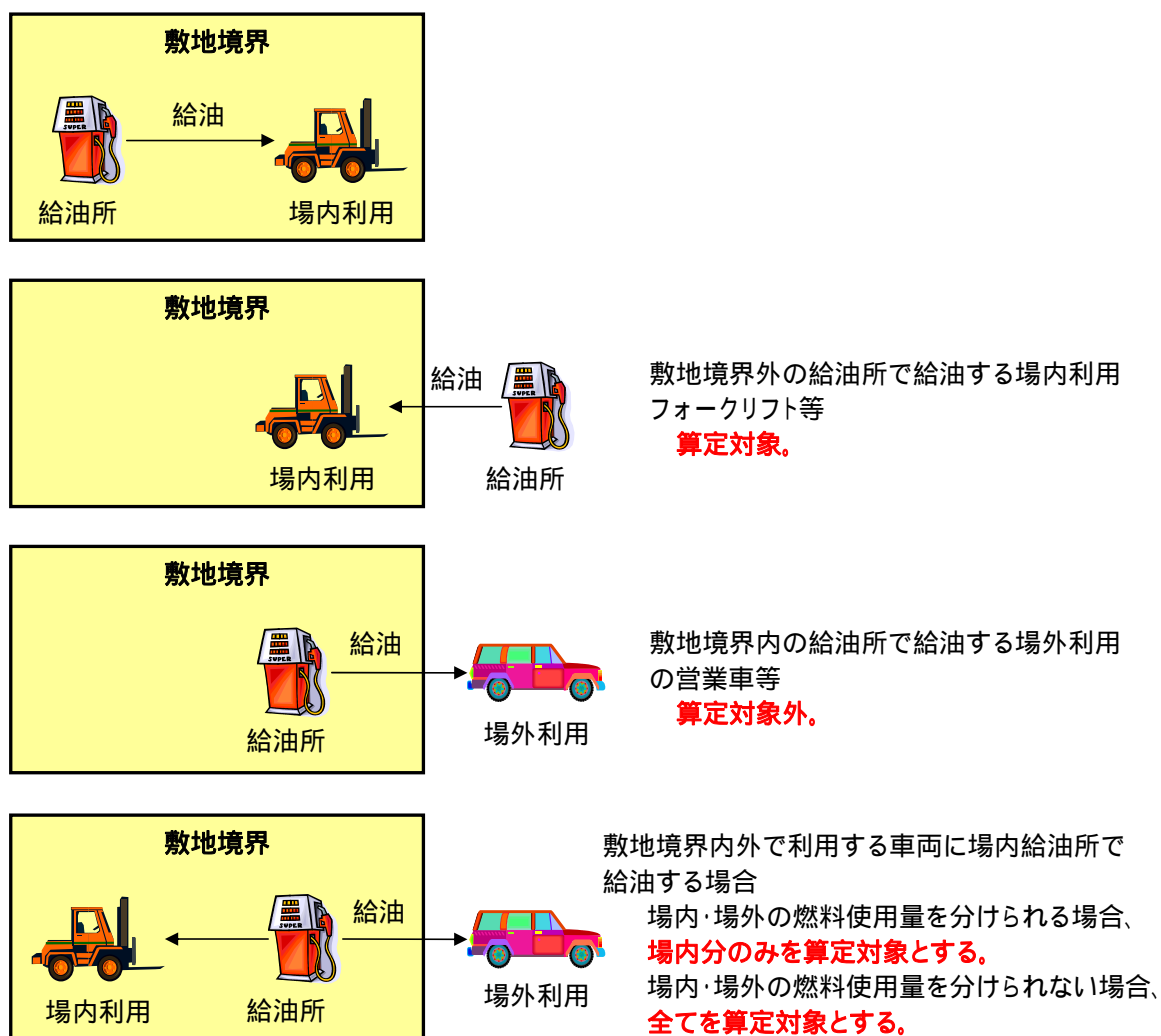 敷地境界
SUPER
給油
給油所
場内利用
敷地境界
給油
SUPER
場内利用
給油所
敷地境界外の給油所で給油する場内利用
フォークリフト等
算定対象。
敷地境界
SUPER
給油
給油所
場外利用
敷地境界内の給油所で給油する場外利用
の営業車等
算定対象外。
敷地境界
SUPER
給油
場内利用
給油所
場外利用
敷地境界内外で利用する車両に場内給油所で
給油する場合
場内・場外の燃料使用量を分けられる場合、
場内分のみを算定対象とする。
場内・場外の燃料使用量を分けられない場合、
全てを算定対象とする。